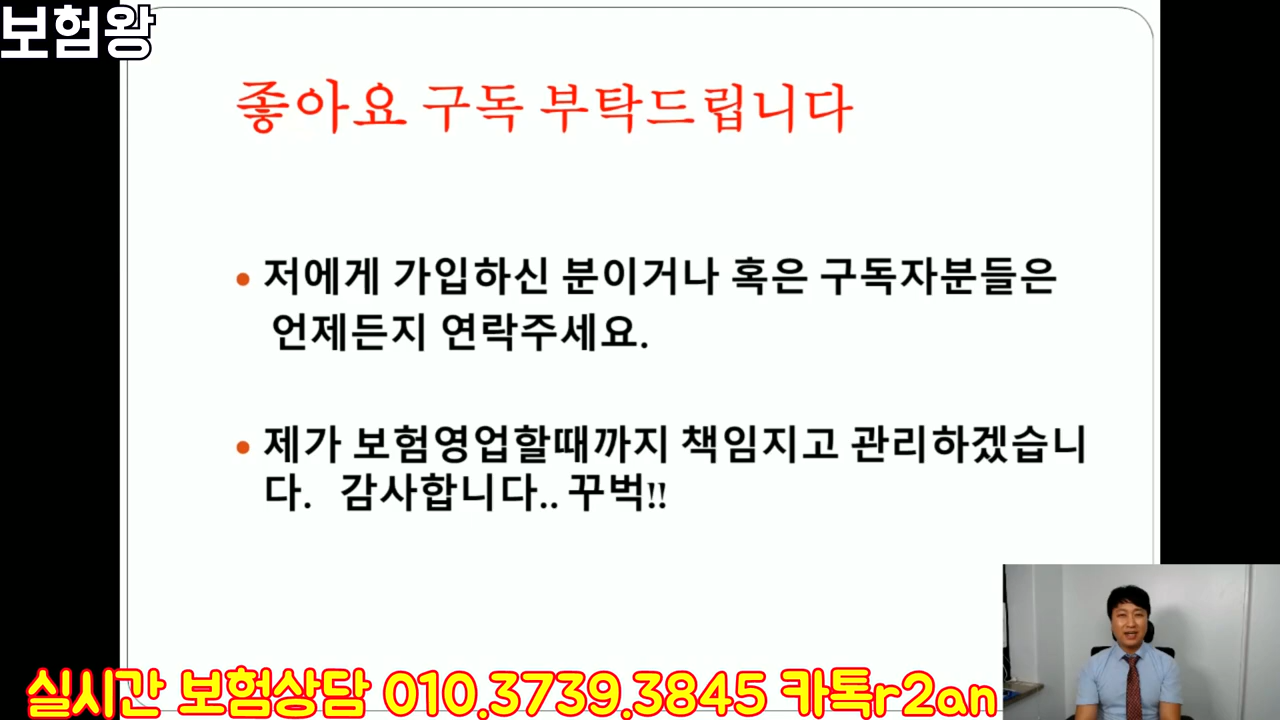 보험왕
좋아요 구독 부탁드립니다
• 저에게 가입하신 분이거나 혹은 구독자분들은
언제든지 연락주세요.
• 제가 보험영업할때까지 책임지고 관리하겠습니
다. 감사합니다.. 꾸벅!!
실시간 보험상담 010.3739.3845 카톡r2an